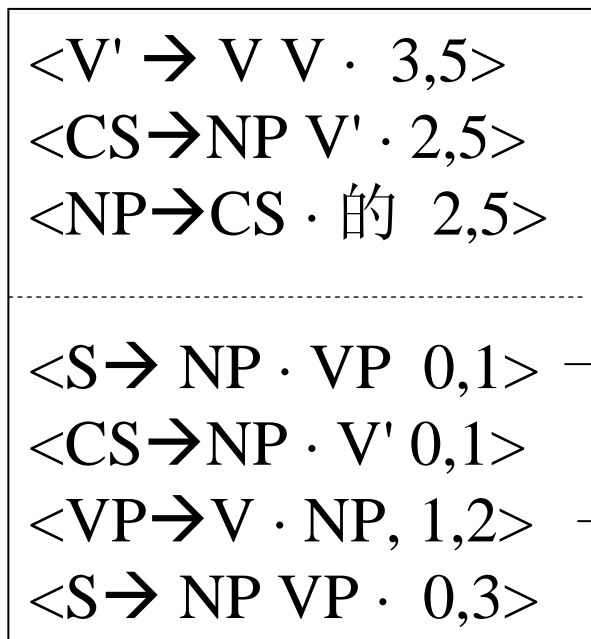 <V' → V V · 3,5>
<CS→NP V' · 2,5>
<NP→CS · 的 2,5>
<S→ NP · VP 0,1>
<CS→NP · V' 0,1>
<VP→V · NP, 1,2>
<S→ NP VP · 0,3>